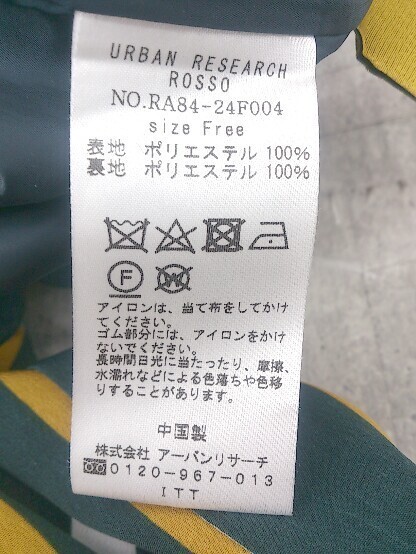 URBAN RESEARCH
ROSSO
NO.RA84-24F004
size Free
表地 ポリエステル 100%
裏地 ポリエステル 100%
F W
アイロンは、当て布をしてかけ
てください。
ゴム部分には、アイロンをかけ
ないでください。
長時間日光に当たったり、摩擦、
水濡れなどによる色落ちや色移
りすることがあります。
中国製
株式会社 アーバンリサーチ
0120-967-013
ITT